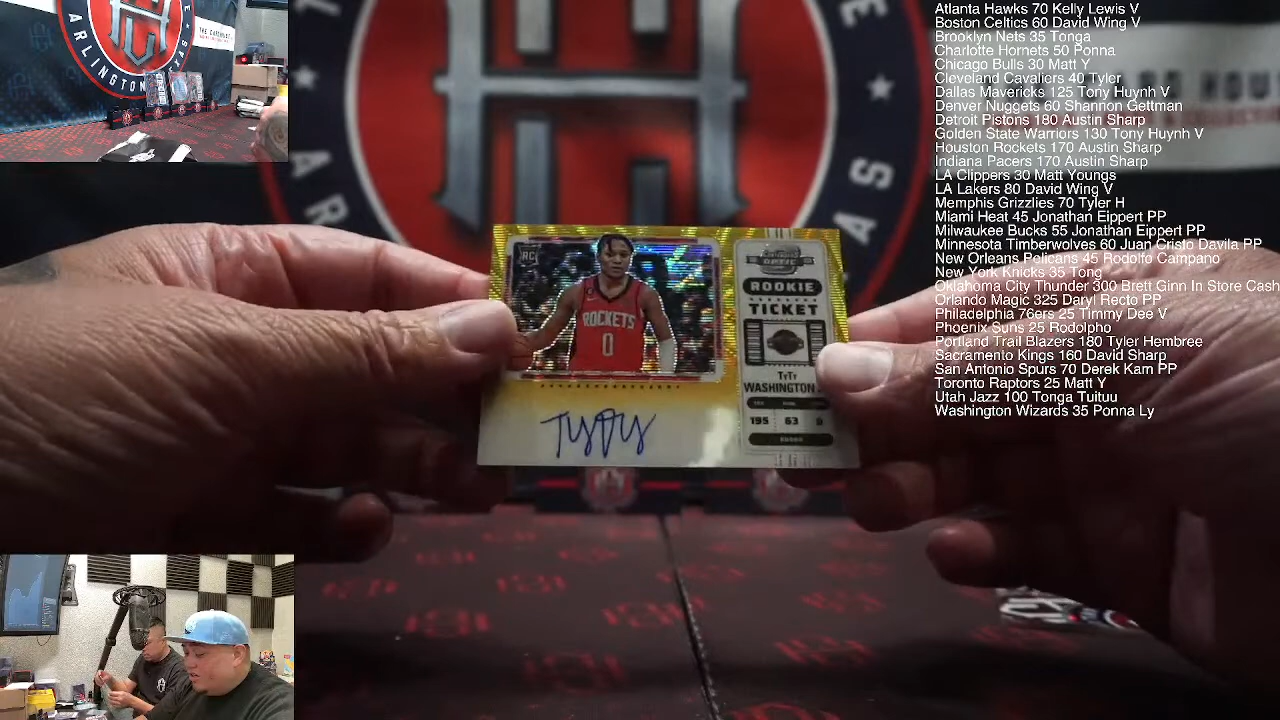 Atlanta Hawks 70 Kelly Lewis V
Boston Celtics 60 David Wing V
Brooklyn Nets 35 Tonga
Charlotte Hornets 50 Ponna
Chicago Bulls 30 Matt Y
Cleveland Cavaliers 40 Tyler
Dallas Mavericks 125 Tony Huynh V
Denver Nuggets 60 Shannon Gettman
Detroit Pistons 180 Austin Sharp
Golden State Warriors 130 Tony Huynh V
Houston Rockets 170 Austin Sharp
Indiana Pacers 170 Austin Sharp
LA Clippers 30 Matt Youngs
LA Lakers 80 David Wing V
Memphis Grizzlies 70 Tyler H
Miami Heat 45 Jonathan Eippert PP
Milwaukee Bucks 55 Jonathan Eippert PP
Minnesota Timberwolves 60 Juan Cristo Davila PP
New Orleans Pelicans 45 Rodolfo Campano
New York Knicks 35 Tong
Oklahoma City Thunder 300 Brett Ginn In Store Cash
Orlando Magic 325 Daryl Recto PP
Philadelphia 76ers 25 Timmy Dee V
Phoenix Suns 25 Rodolpho
Portland Trail Blazers 180 Tyler Hembree
Sacramento Kings 160 David Sharp
San Antonio Spurs 70 Derek Karn PP
Toronto Raptors 25 Matt Y
Utah Jazz 100 Tonga Tuituu
Washington Wizards 35 Ponna Ly
RC
ROCKETS
0
OPTIC
ROOKIE
TICKET
TyTy
WASHINGTON
195 63 G
TyTy
ARLINGTON